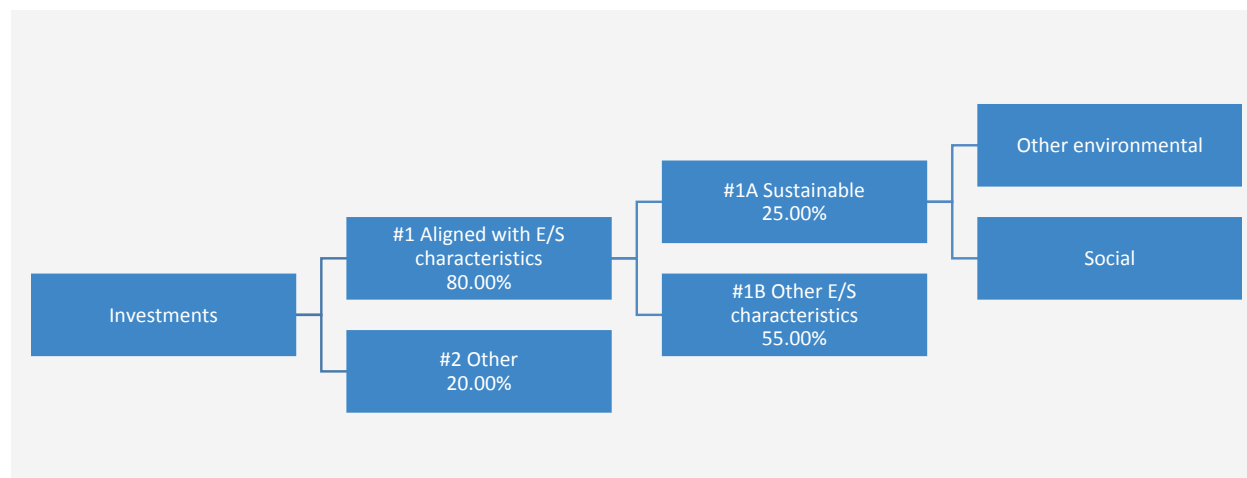 Investments
#1 Aligned with E/S
characteristics
80.00%
#2 Other
20.00%
#1A Sustainable
25.00%
#1B Other E/S
characteristics
55.00%
Other environmental
Social